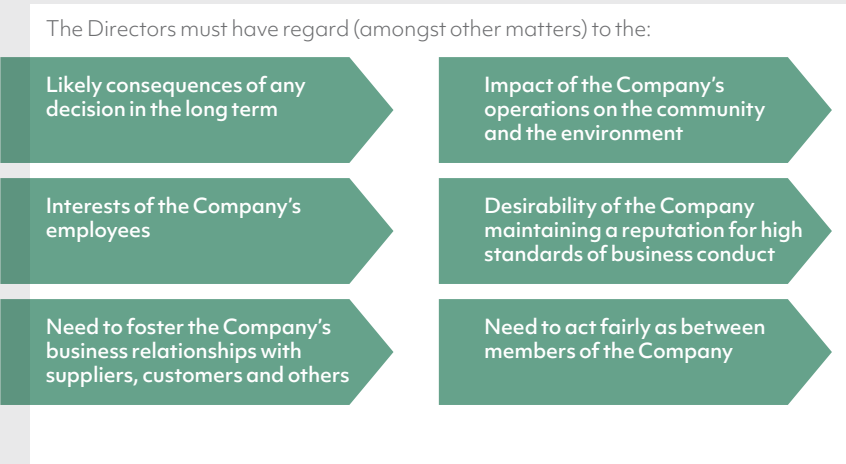 The Directors must have regard (amongst other matters) to the:
Likely consequences of any
decision in the long term
Interests of the Company’s
employees
Need to foster the Company’s
business relationships with
suppliers, customers and others
Impact of the Company’s
operations on the community
and the environment
Desirability of the Company
maintaining a reputation for high
standards of business conduct
Need to act fairly as between
members of the Company